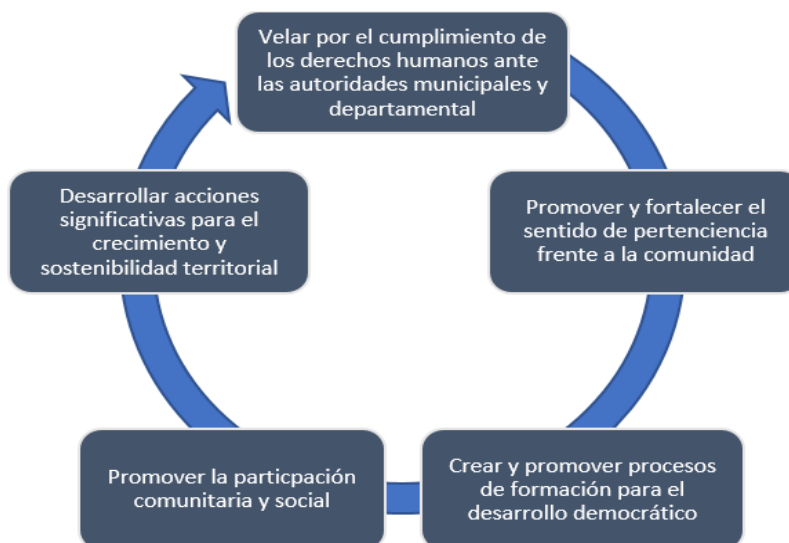 Velar por el cumplimiento de
los derechos humanos ante
las autoridades municipales y
departamental
Promover y fortalecer el
sentido de pertenciencia
frente a la comunidad
Crear y promover procesos
de formación para el
desarrollo democrático
Promover la particpación
comunitaria y social
Desarrollar acciones
significativas para el
crecimiento y
sostenibilidad territorial